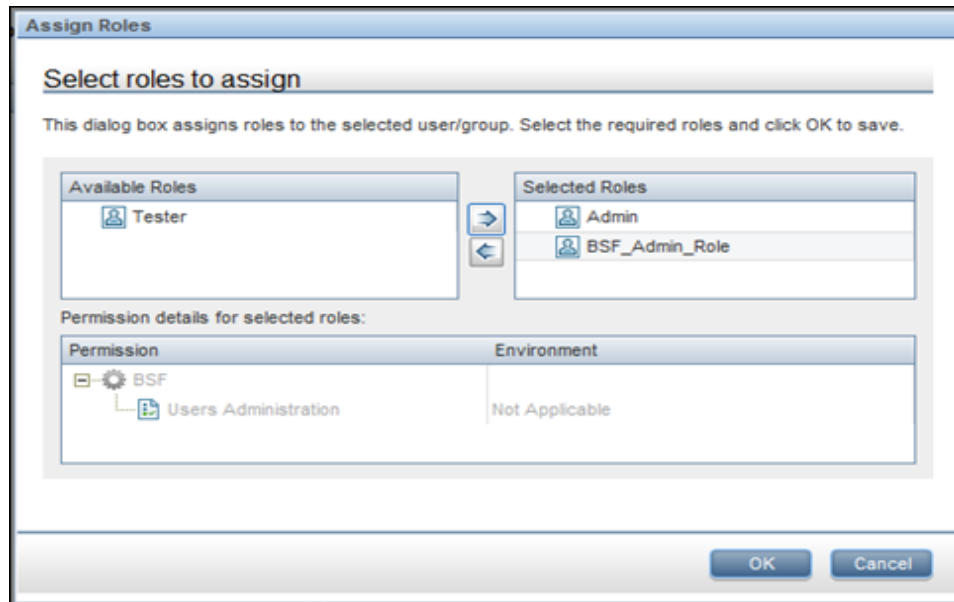 Assign Roles
Select roles to assign
This dialog box assigns roles to the selected user/group. Select the required roles and click OK to save.
Available Roles
Tester
Selected Roles
Admin
BSF_Admin_Role
Permission details for selected roles:
Permission Environment
BSF
Users Administration Not Applicable
OK Cancel